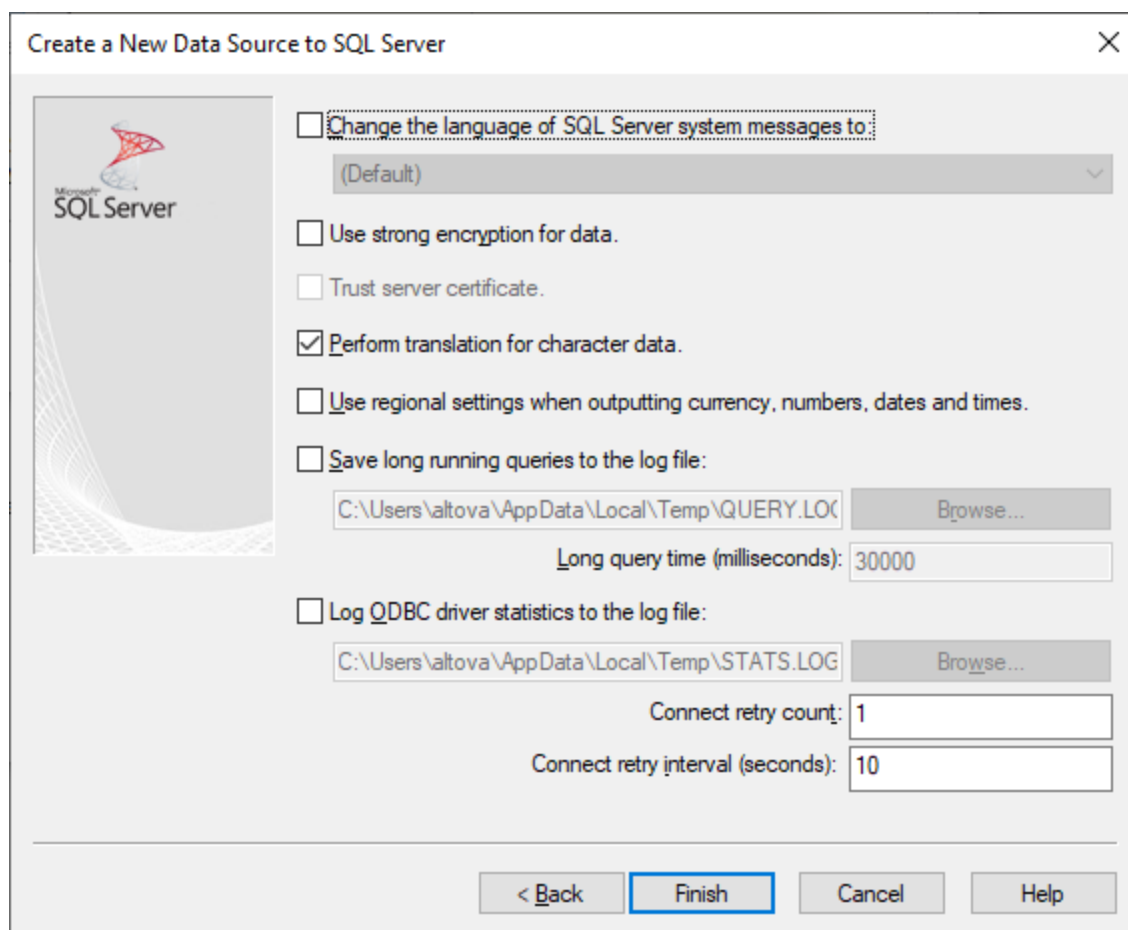 Create a New Data Source to SQL Server
Microsoft
SQL Server
Change the language of SQL Server system messages to:
(Default)
Use strong encryption for data.
Trust server certificate.
Perform translation for character data.
Use regional settings when outputting currency, numbers, dates and times.
Save long running queries to the log file:
C:\Users\altova\AppData\Local\Temp\QUERY.LOG Browse...
Long query time (milliseconds): 30000
Log ODBC driver statistics to the log file:
C:\Users\altova\AppData\Local\Temp\STATS.LOG Browse...
Connect retry count: 1
Connect retry interval (seconds): 10
< Back Finish Cancel Help